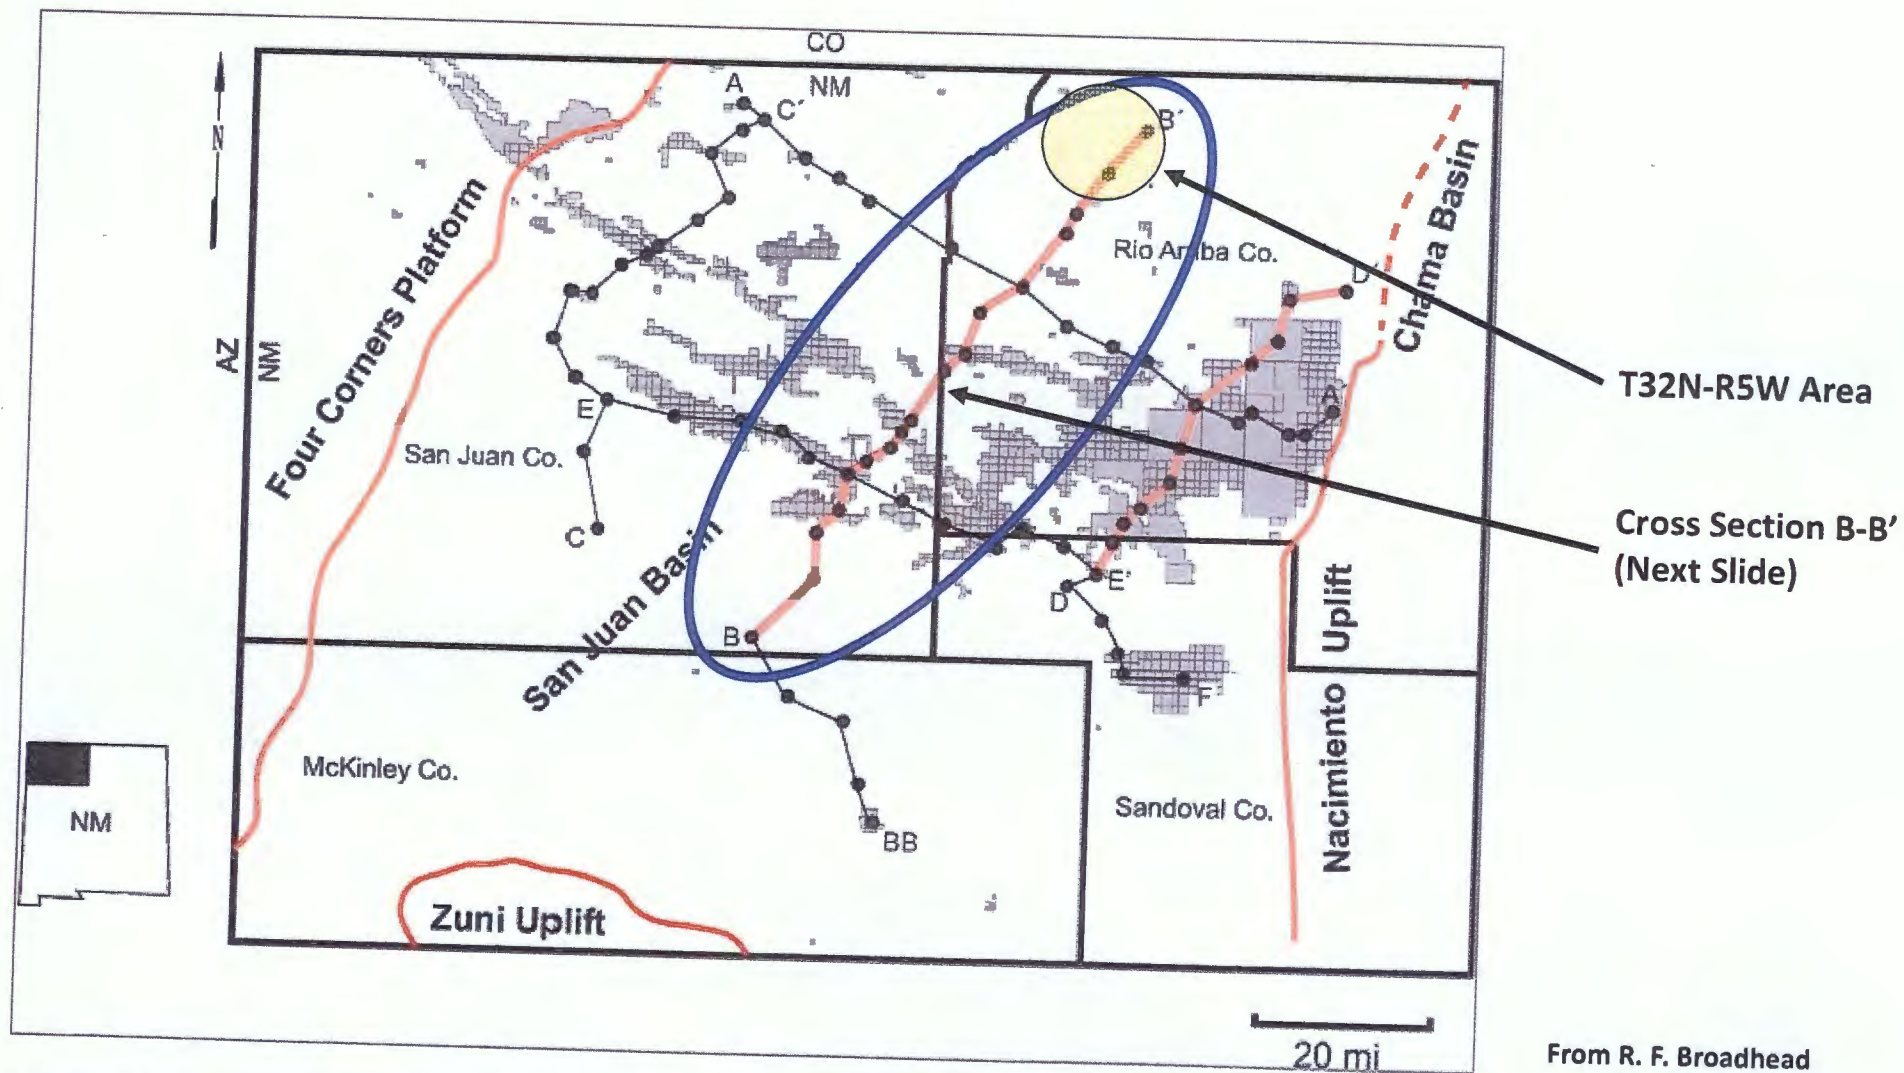 CO
NM
N
A
C´
B´
Rio Arriba Co.
D´
Chama Basin
AZ
NM
Four Corners Platform
T32N-R5W Area
E
A´
San Juan Co.
C
Cross Section B-B’
(Next Slide)
San Juan Basin
E'
D
B
Nacimiento Uplift
F
McKinley Co.
Sandoval Co.
NM
BB
Zuni Uplift
20 mi
From R. F. Broadhead